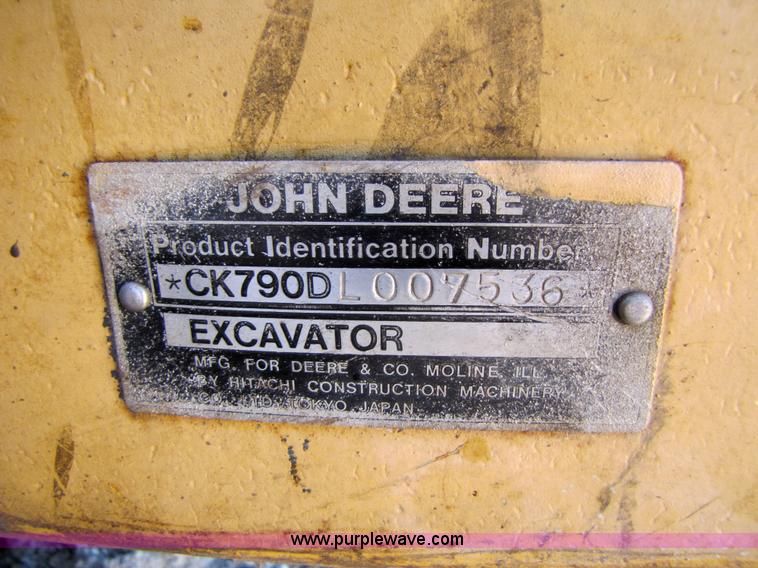 JOHN DEERE
Product Identification Number
*CK790DL007536*
EXCAVATOR
MFG. FOR DEERE & CO. MOLINE, ILL.
BY HITACHI CONSTRUCTION MACHINERY
CO., LTD. TOKYO, JAPAN
www.purplewave.com